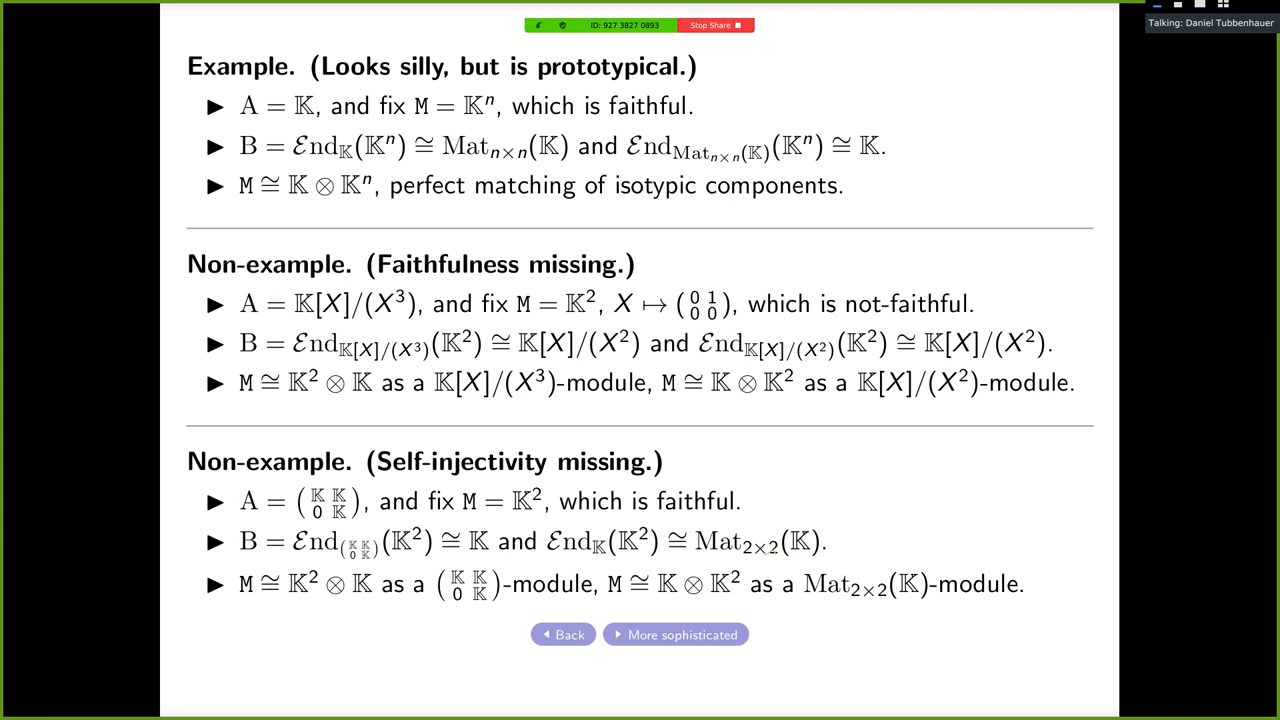 ID: 927 3827 0893 Stop Share
Talking: Daniel Tubbenhauer
Example. (Looks silly, but is prototypical.)
▶ A = 𝕂, and fix M = 𝕂ⁿ, which is faithful.
▶ B = ℰnd_𝕂(𝕂ⁿ) ≅ Mat_{n×n}(𝕂) and ℰnd_{Mat_{n×n}(𝕂)}(𝕂ⁿ) ≅ 𝕂.
▶ M ≅ 𝕂 ⊗ 𝕂ⁿ, perfect matching of isotypic components.
Non-example. (Faithfulness missing.)
▶ A = 𝕂[X]/(X³), and fix M = 𝕂², X ↦ (0 1 / 0 0), which is not-faithful.
▶ B = ℰnd_{𝕂[X]/(X³)}(𝕂²) ≅ 𝕂[X]/(X²) and ℰnd_{𝕂[X]/(X²)}(𝕂²) ≅ 𝕂[X]/(X²).
▶ M ≅ 𝕂² ⊗ 𝕂 as a 𝕂[X]/(X³)-module, M ≅ 𝕂 ⊗ 𝕂² as a 𝕂[X]/(X²)-module.
Non-example. (Self-injectivity missing.)
▶ A = (𝕂 𝕂 / 0 𝕂), and fix M = 𝕂², which is faithful.
▶ B = ℰnd_{(𝕂 𝕂 / 0 𝕂)}(𝕂²) ≅ 𝕂 and ℰnd_𝕂(𝕂²) ≅ Mat_{2×2}(𝕂).
▶ M ≅ 𝕂² ⊗ 𝕂 as a (𝕂 𝕂 / 0 𝕂)-module, M ≅ 𝕂 ⊗ 𝕂² as a Mat_{2×2}(𝕂)-module.
Back More sophisticated